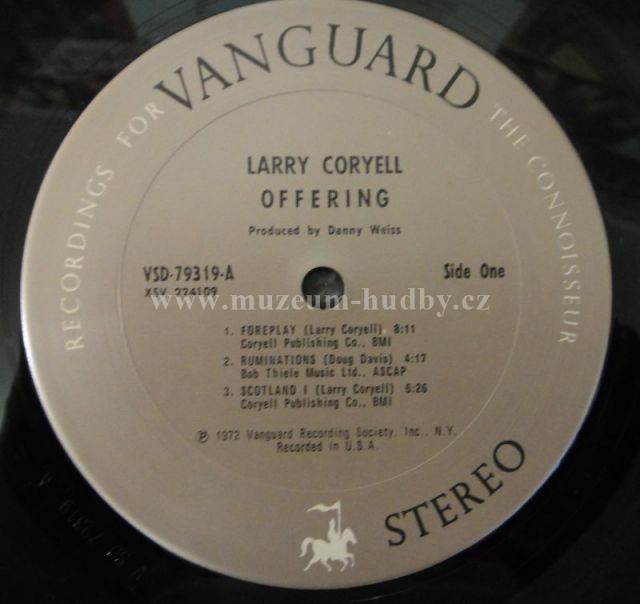 RECORDINGS FOR VANGUARD THE CONNOISSEUR
LARRY CORYELL
OFFERING
Produced by Danny Weiss
VSD-79319-A Side One
XSV 224109
www.muzeum-hudby.cz
1. FOREPLAY (Larry Coryell) 8:11
Coryell Publishing Co., BMI
2. RUMINATIONS (Doug Davis) 4:17
Bob Thiele Music Ltd., ASCAP
3. SCOTLAND I (Larry Coryell) 6:26
Coryell Publishing Co., BMI
℗ 1972 Vanguard Recording Society, Inc., N.Y.
Recorded in U.S.A.
STEREO